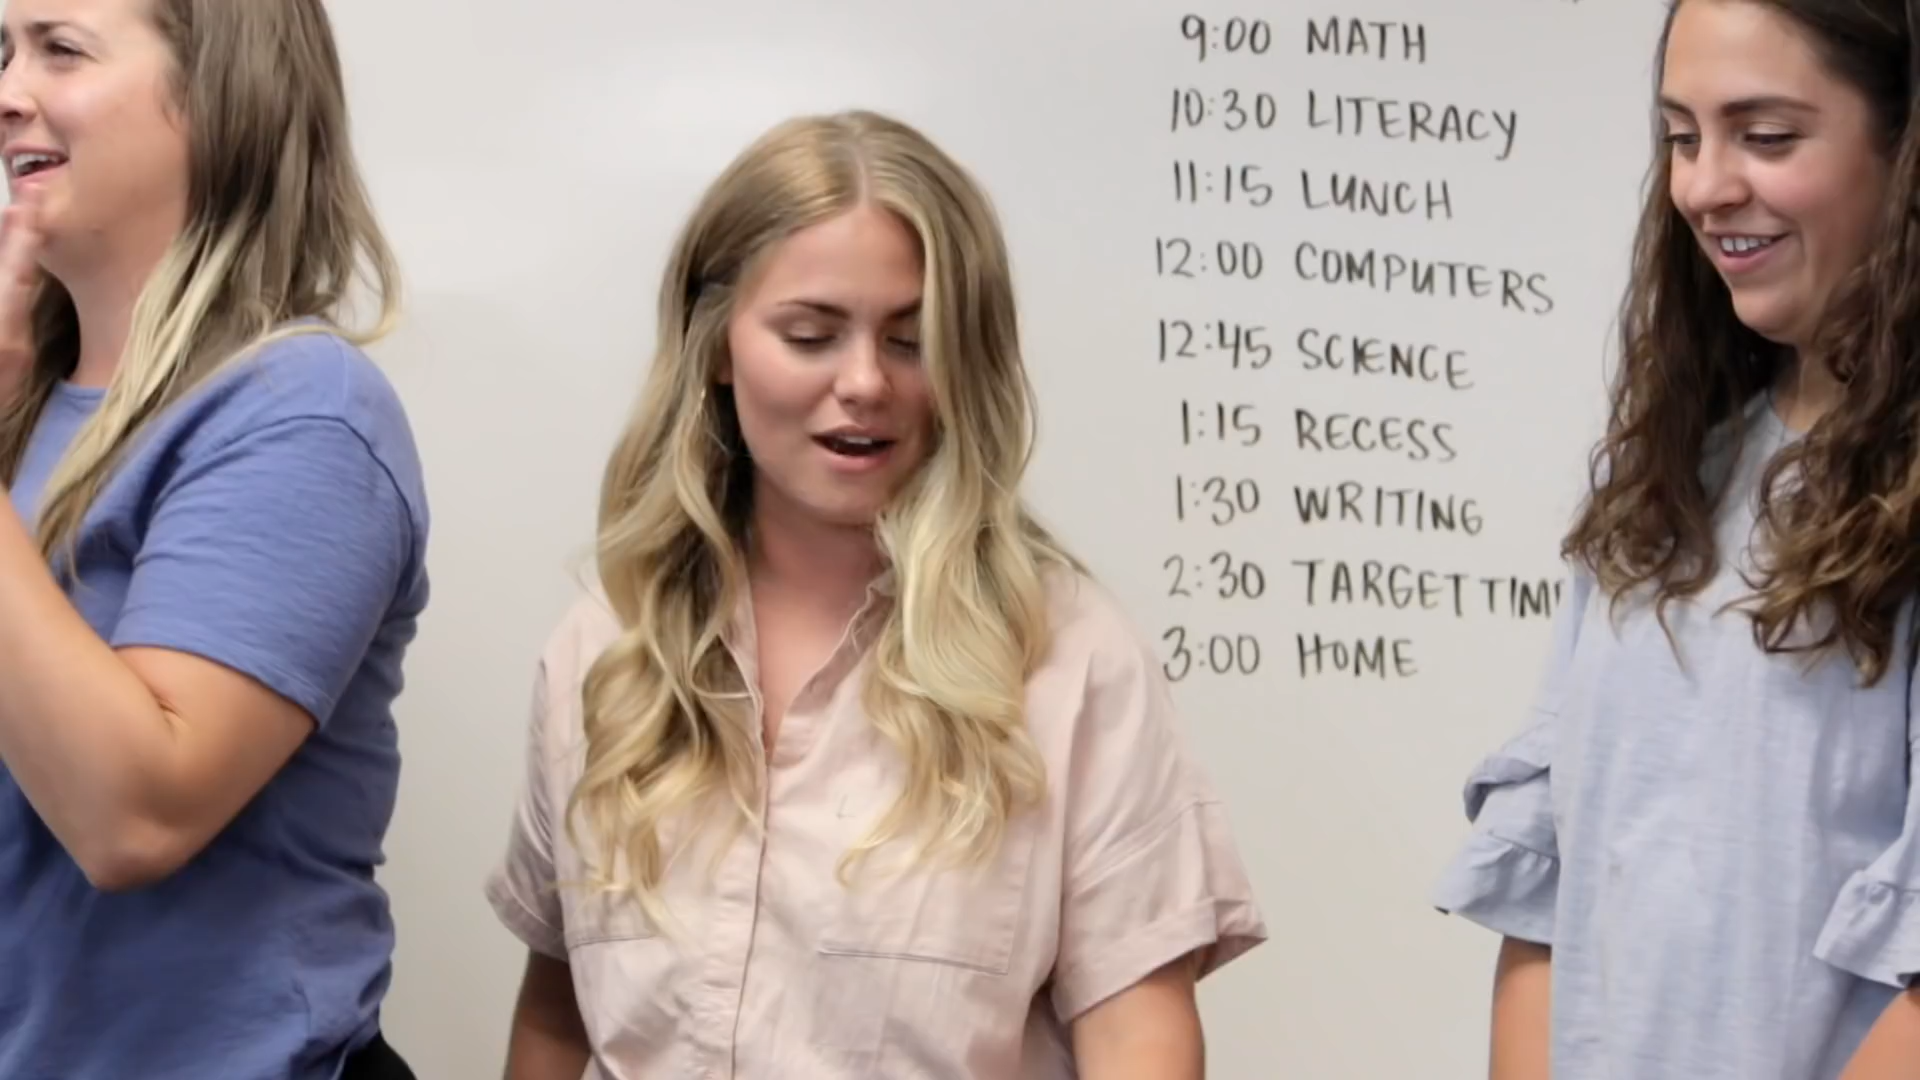 9:00 MATH
10:30 LITERACY
11:15 LUNCH
12:00 COMPUTERS
12:45 SCIENCE
1:15 RECESS
1:30 WRITING
2:30 TARGET TIM
3:00 HOME